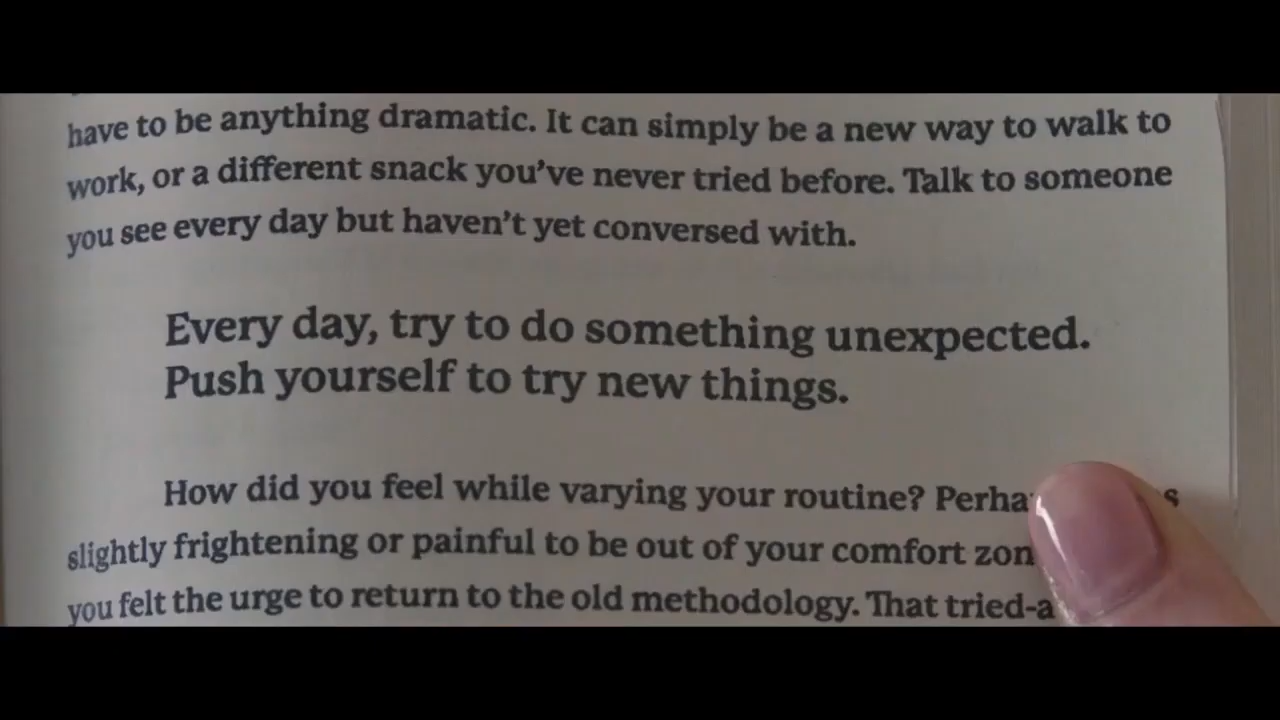 have to be anything dramatic. It can simply be a new way to walk to
work, or a different snack you've never tried before. Talk to someone
you see every day but haven't yet conversed with.
Every day, try to do something unexpected.
Push yourself to try new things.
How did you feel while varying your routine?
slightly frightening or painful to be out of your comfort
you felt the urge to return to the old methodology. That